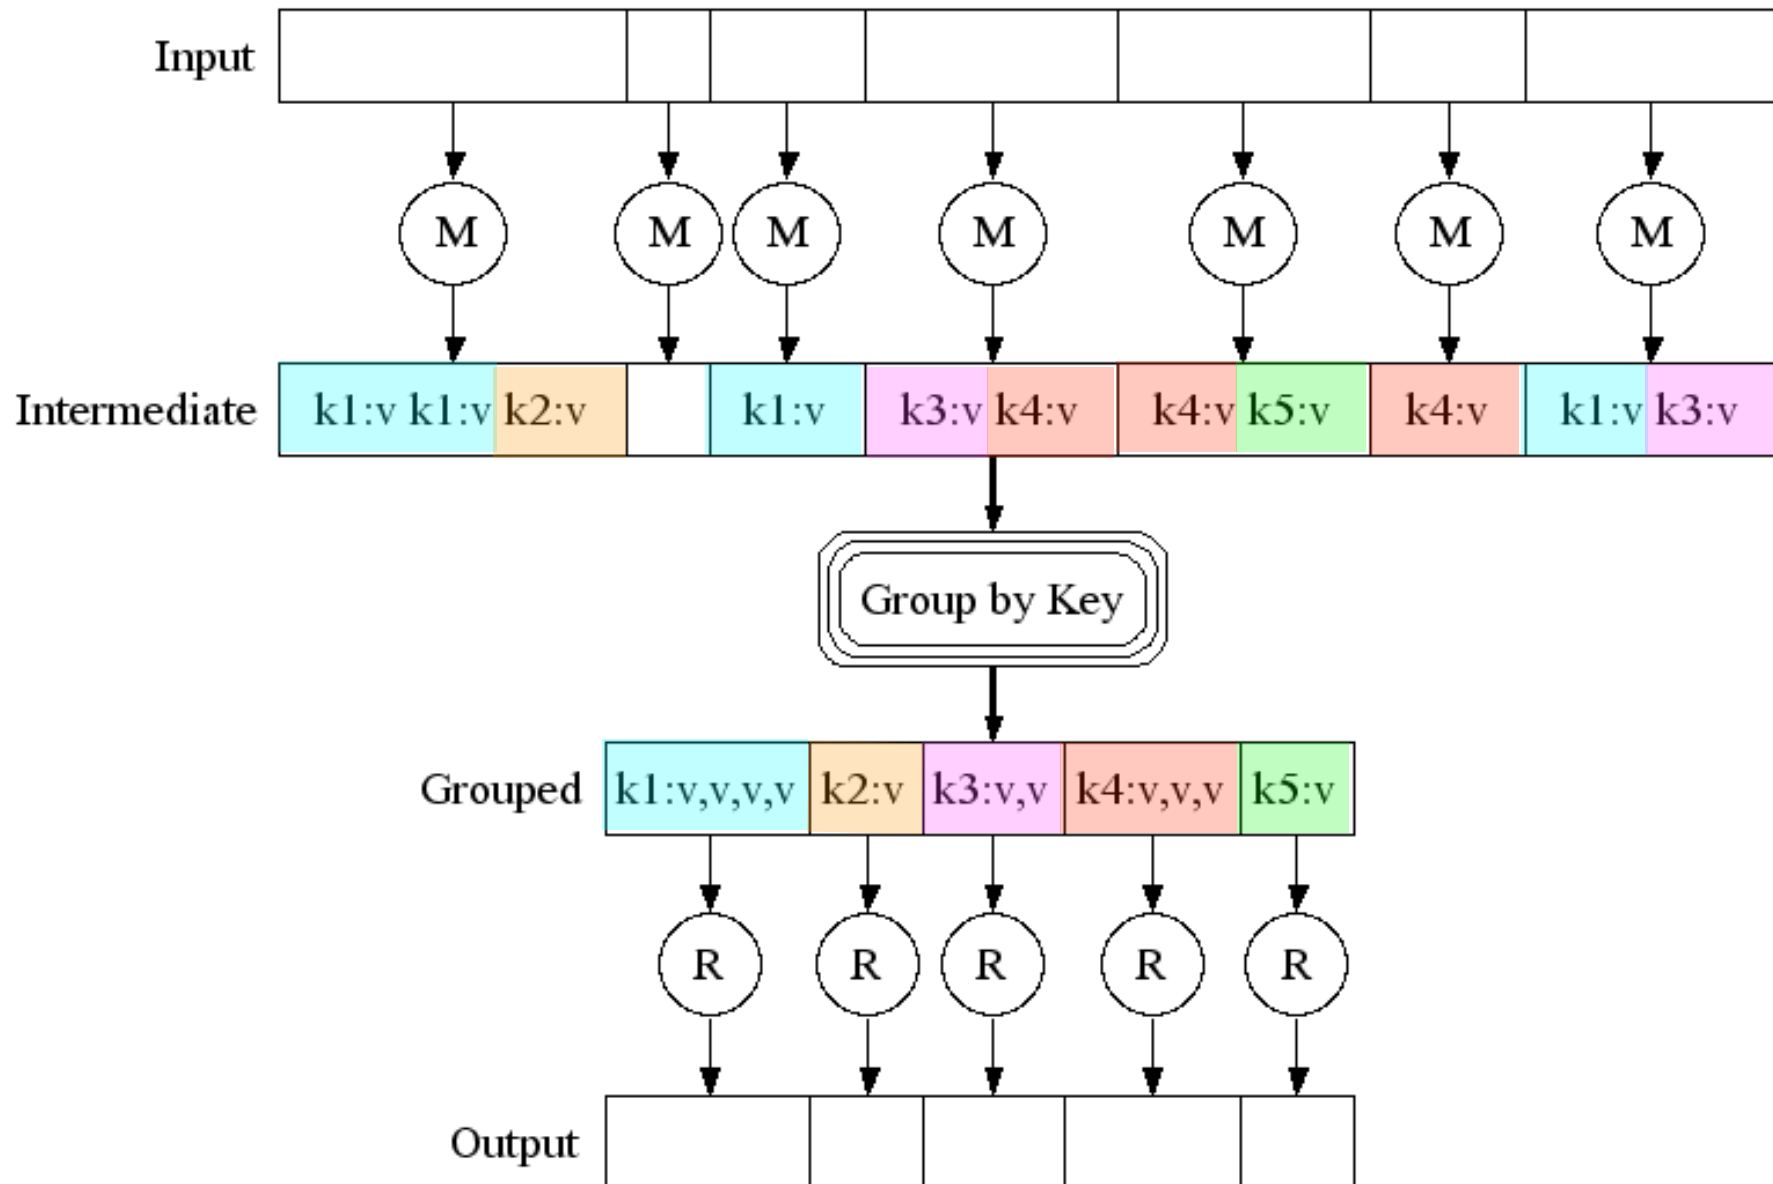 Input
M M M M M M M
Intermediate k1:v k1:v k2:v k1:v k3:v k4:v k4:v k5:v k4:v k1:v k3:v
Group by Key
Grouped k1:v,v,v,v k2:v k3:v,v k4:v,v,v k5:v
R R R R R
Output